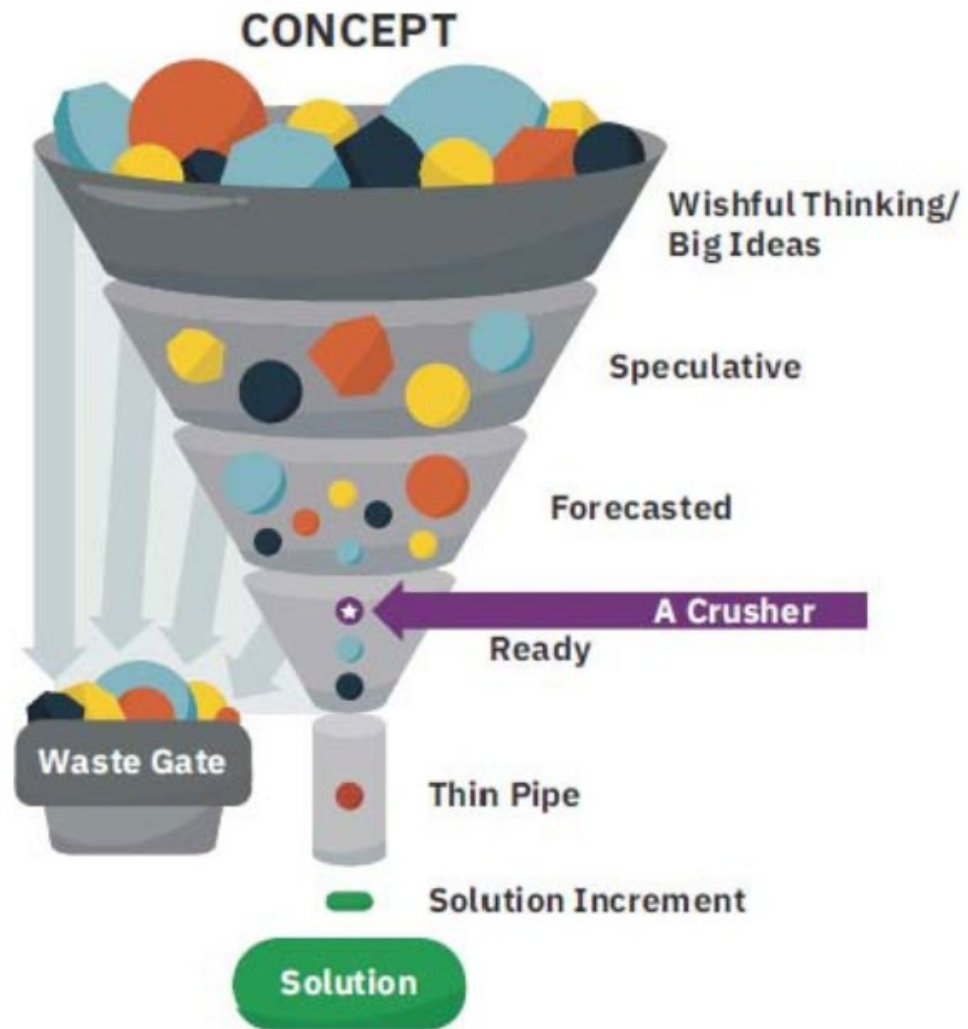 CONCEPT
Wishful Thinking/
Big Ideas
Speculative
Forecasted
A Crusher
Ready
Waste Gate
Thin Pipe
Solution Increment
Solution